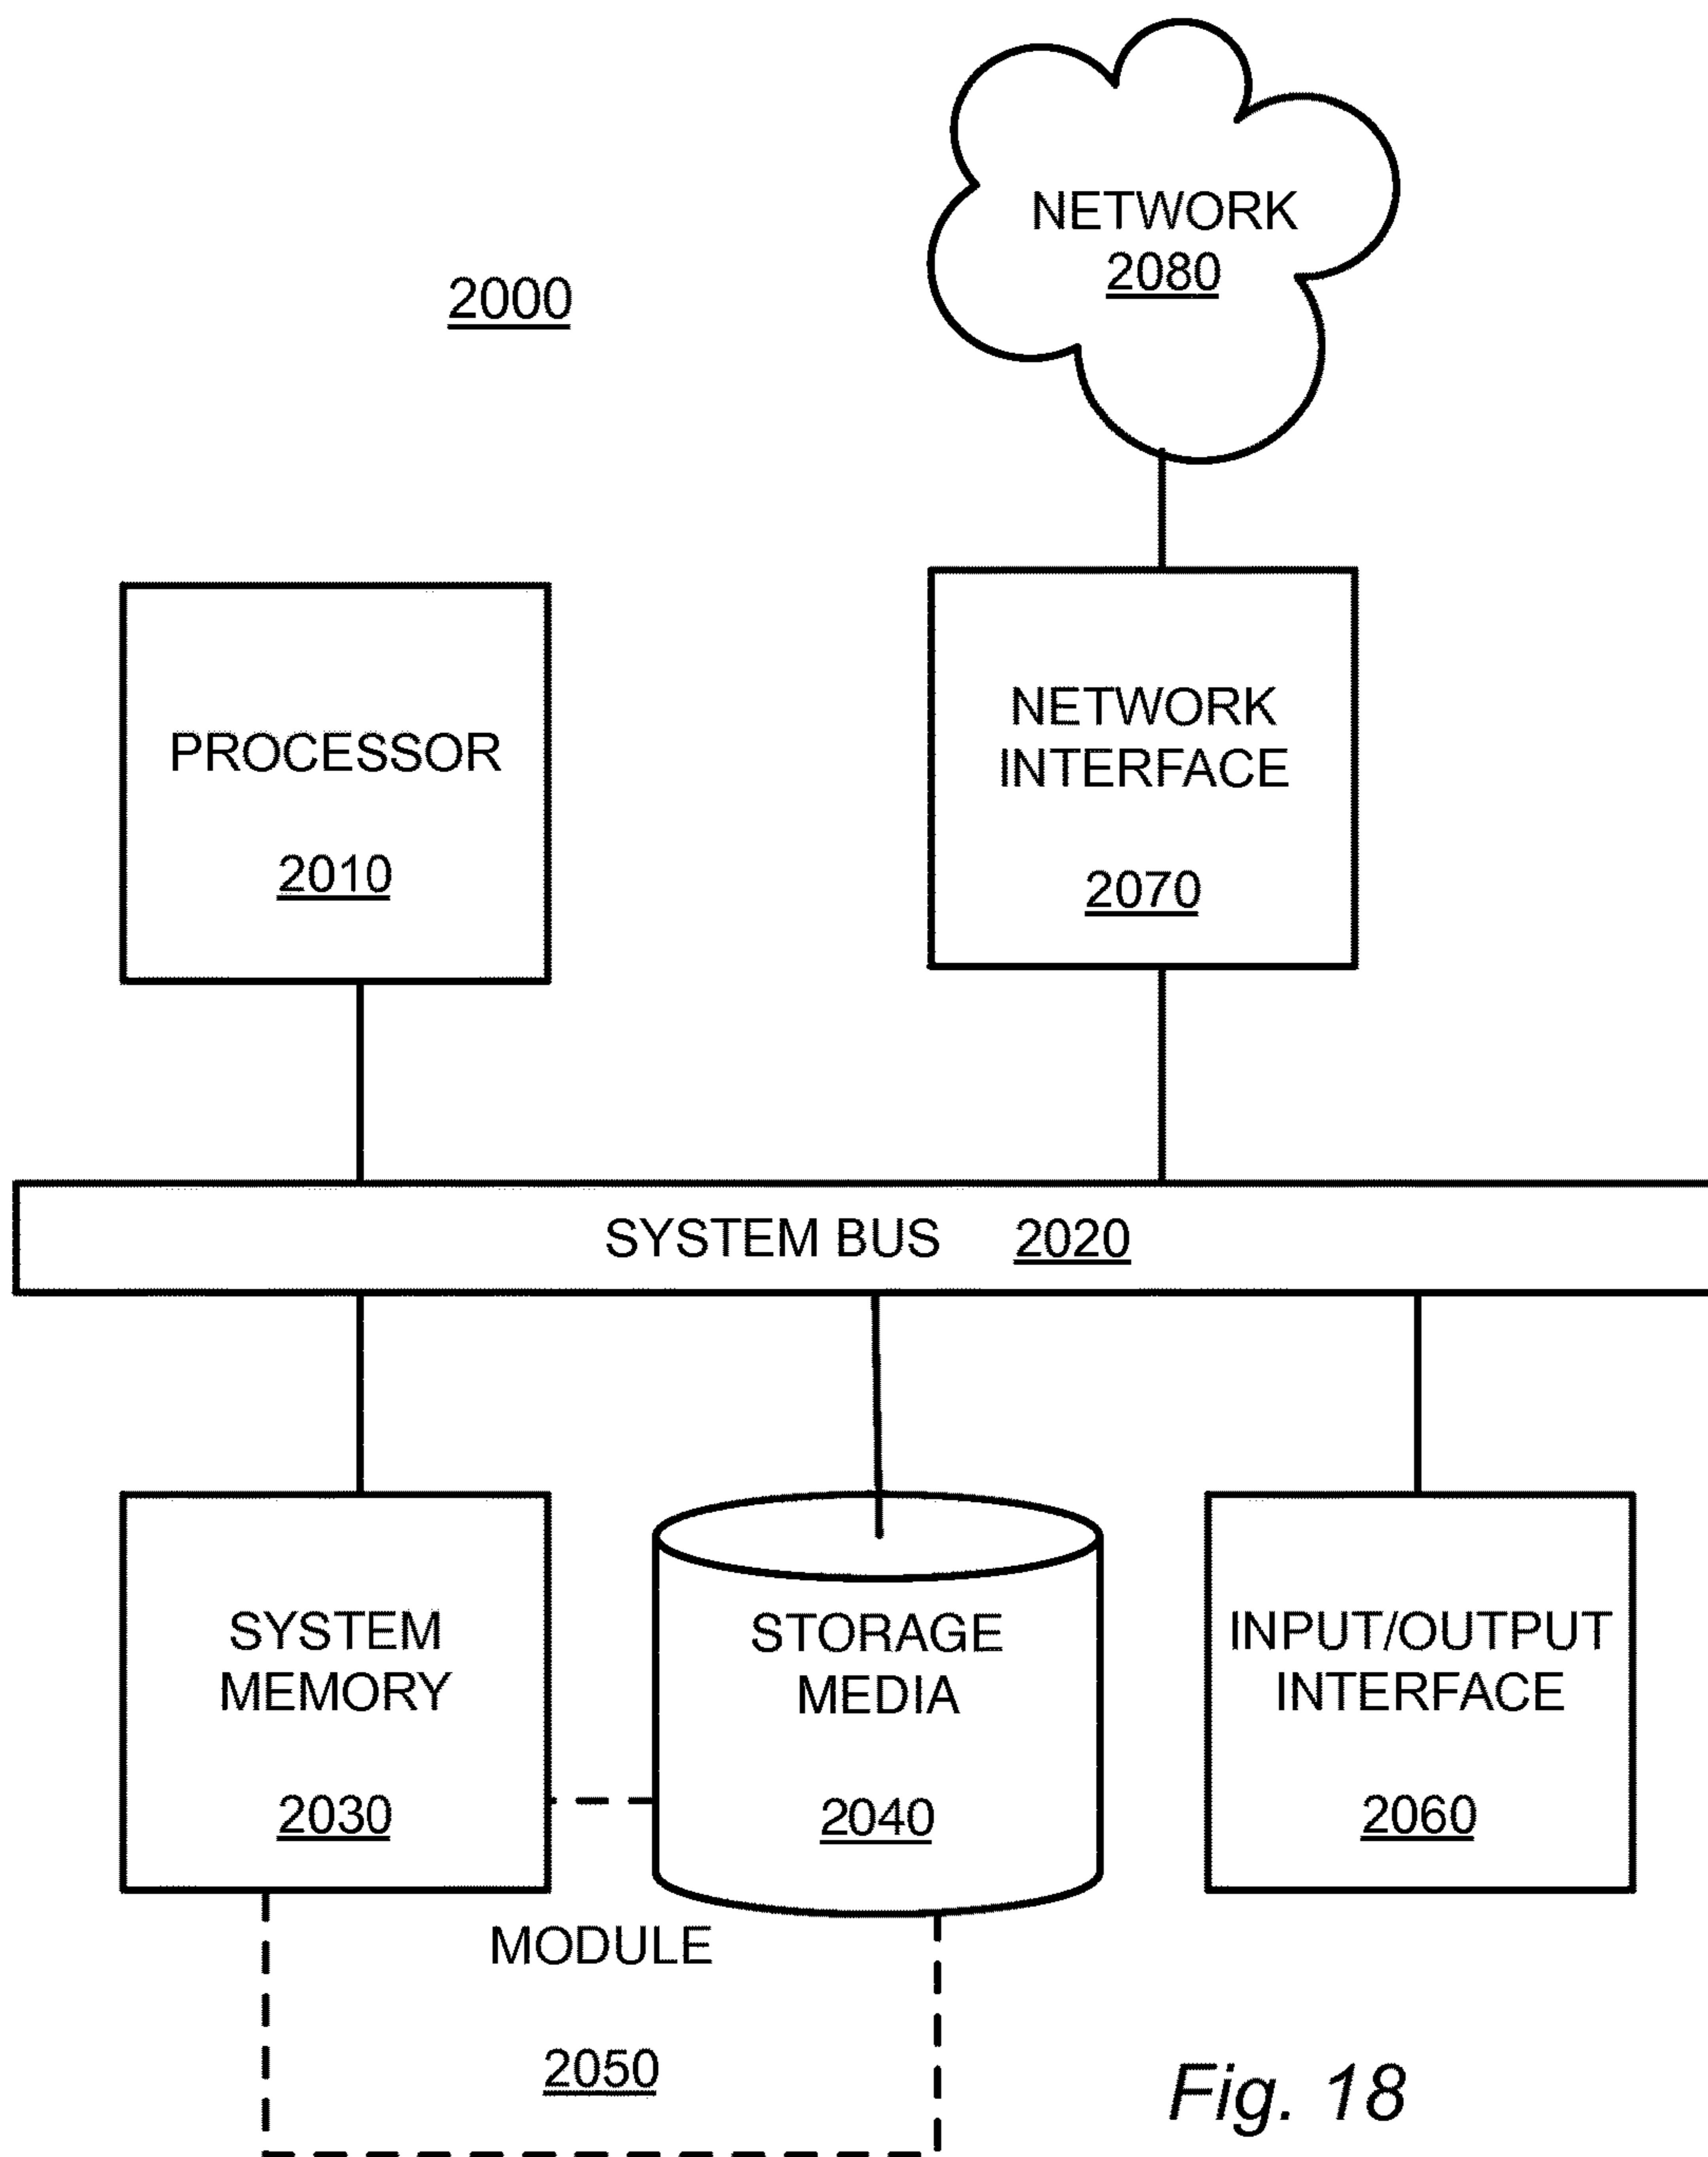 NETWORK
2080
2000
PROCESSOR
2010
NETWORK
INTERFACE
2070
SYSTEM BUS 2020
SYSTEM
MEMORY
2030
STORAGE
MEDIA
2040
INPUT/OUTPUT
INTERFACE
2060
MODULE
2050
Fig. 18